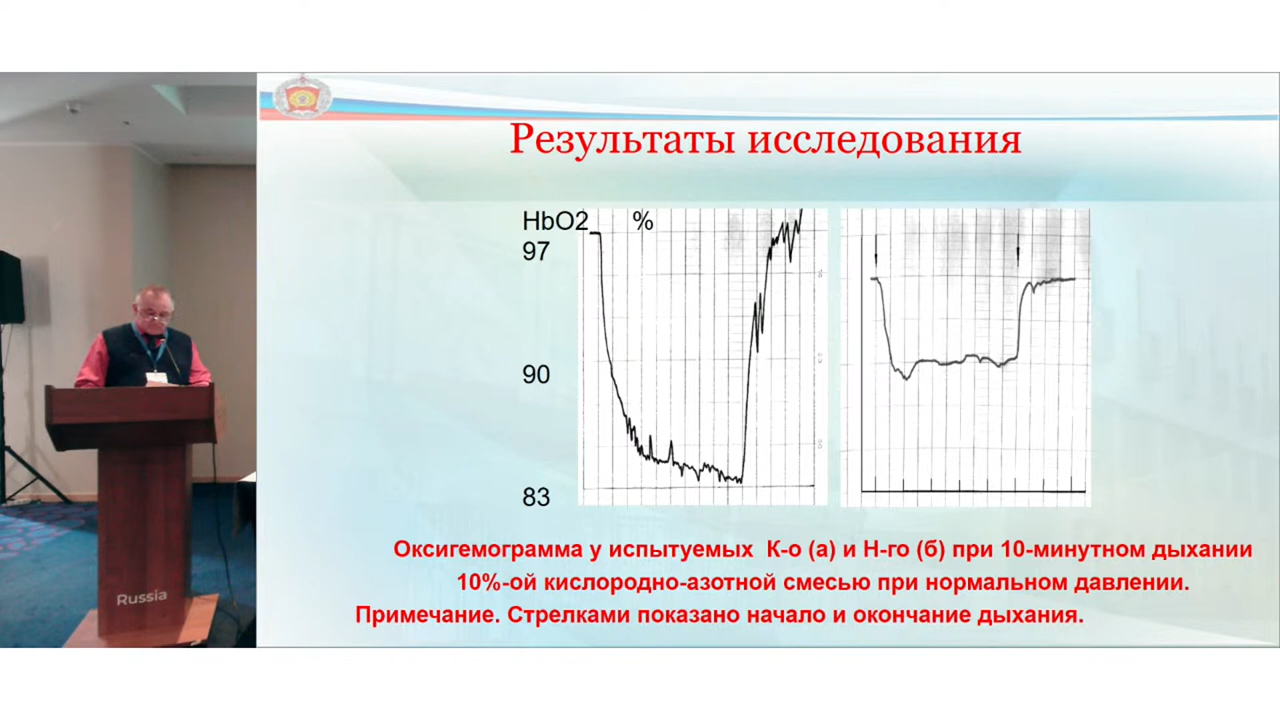 Результаты исследования
HbO2 %
97
90
83
Оксигемограмма у испытуемых К-о (а) и Н-го (б) при 10-минутном дыхании
10%-ой кислородно-азотной смесью при нормальном давлении.
Примечание. Стрелками показано начало и окончание дыхания.
Russia